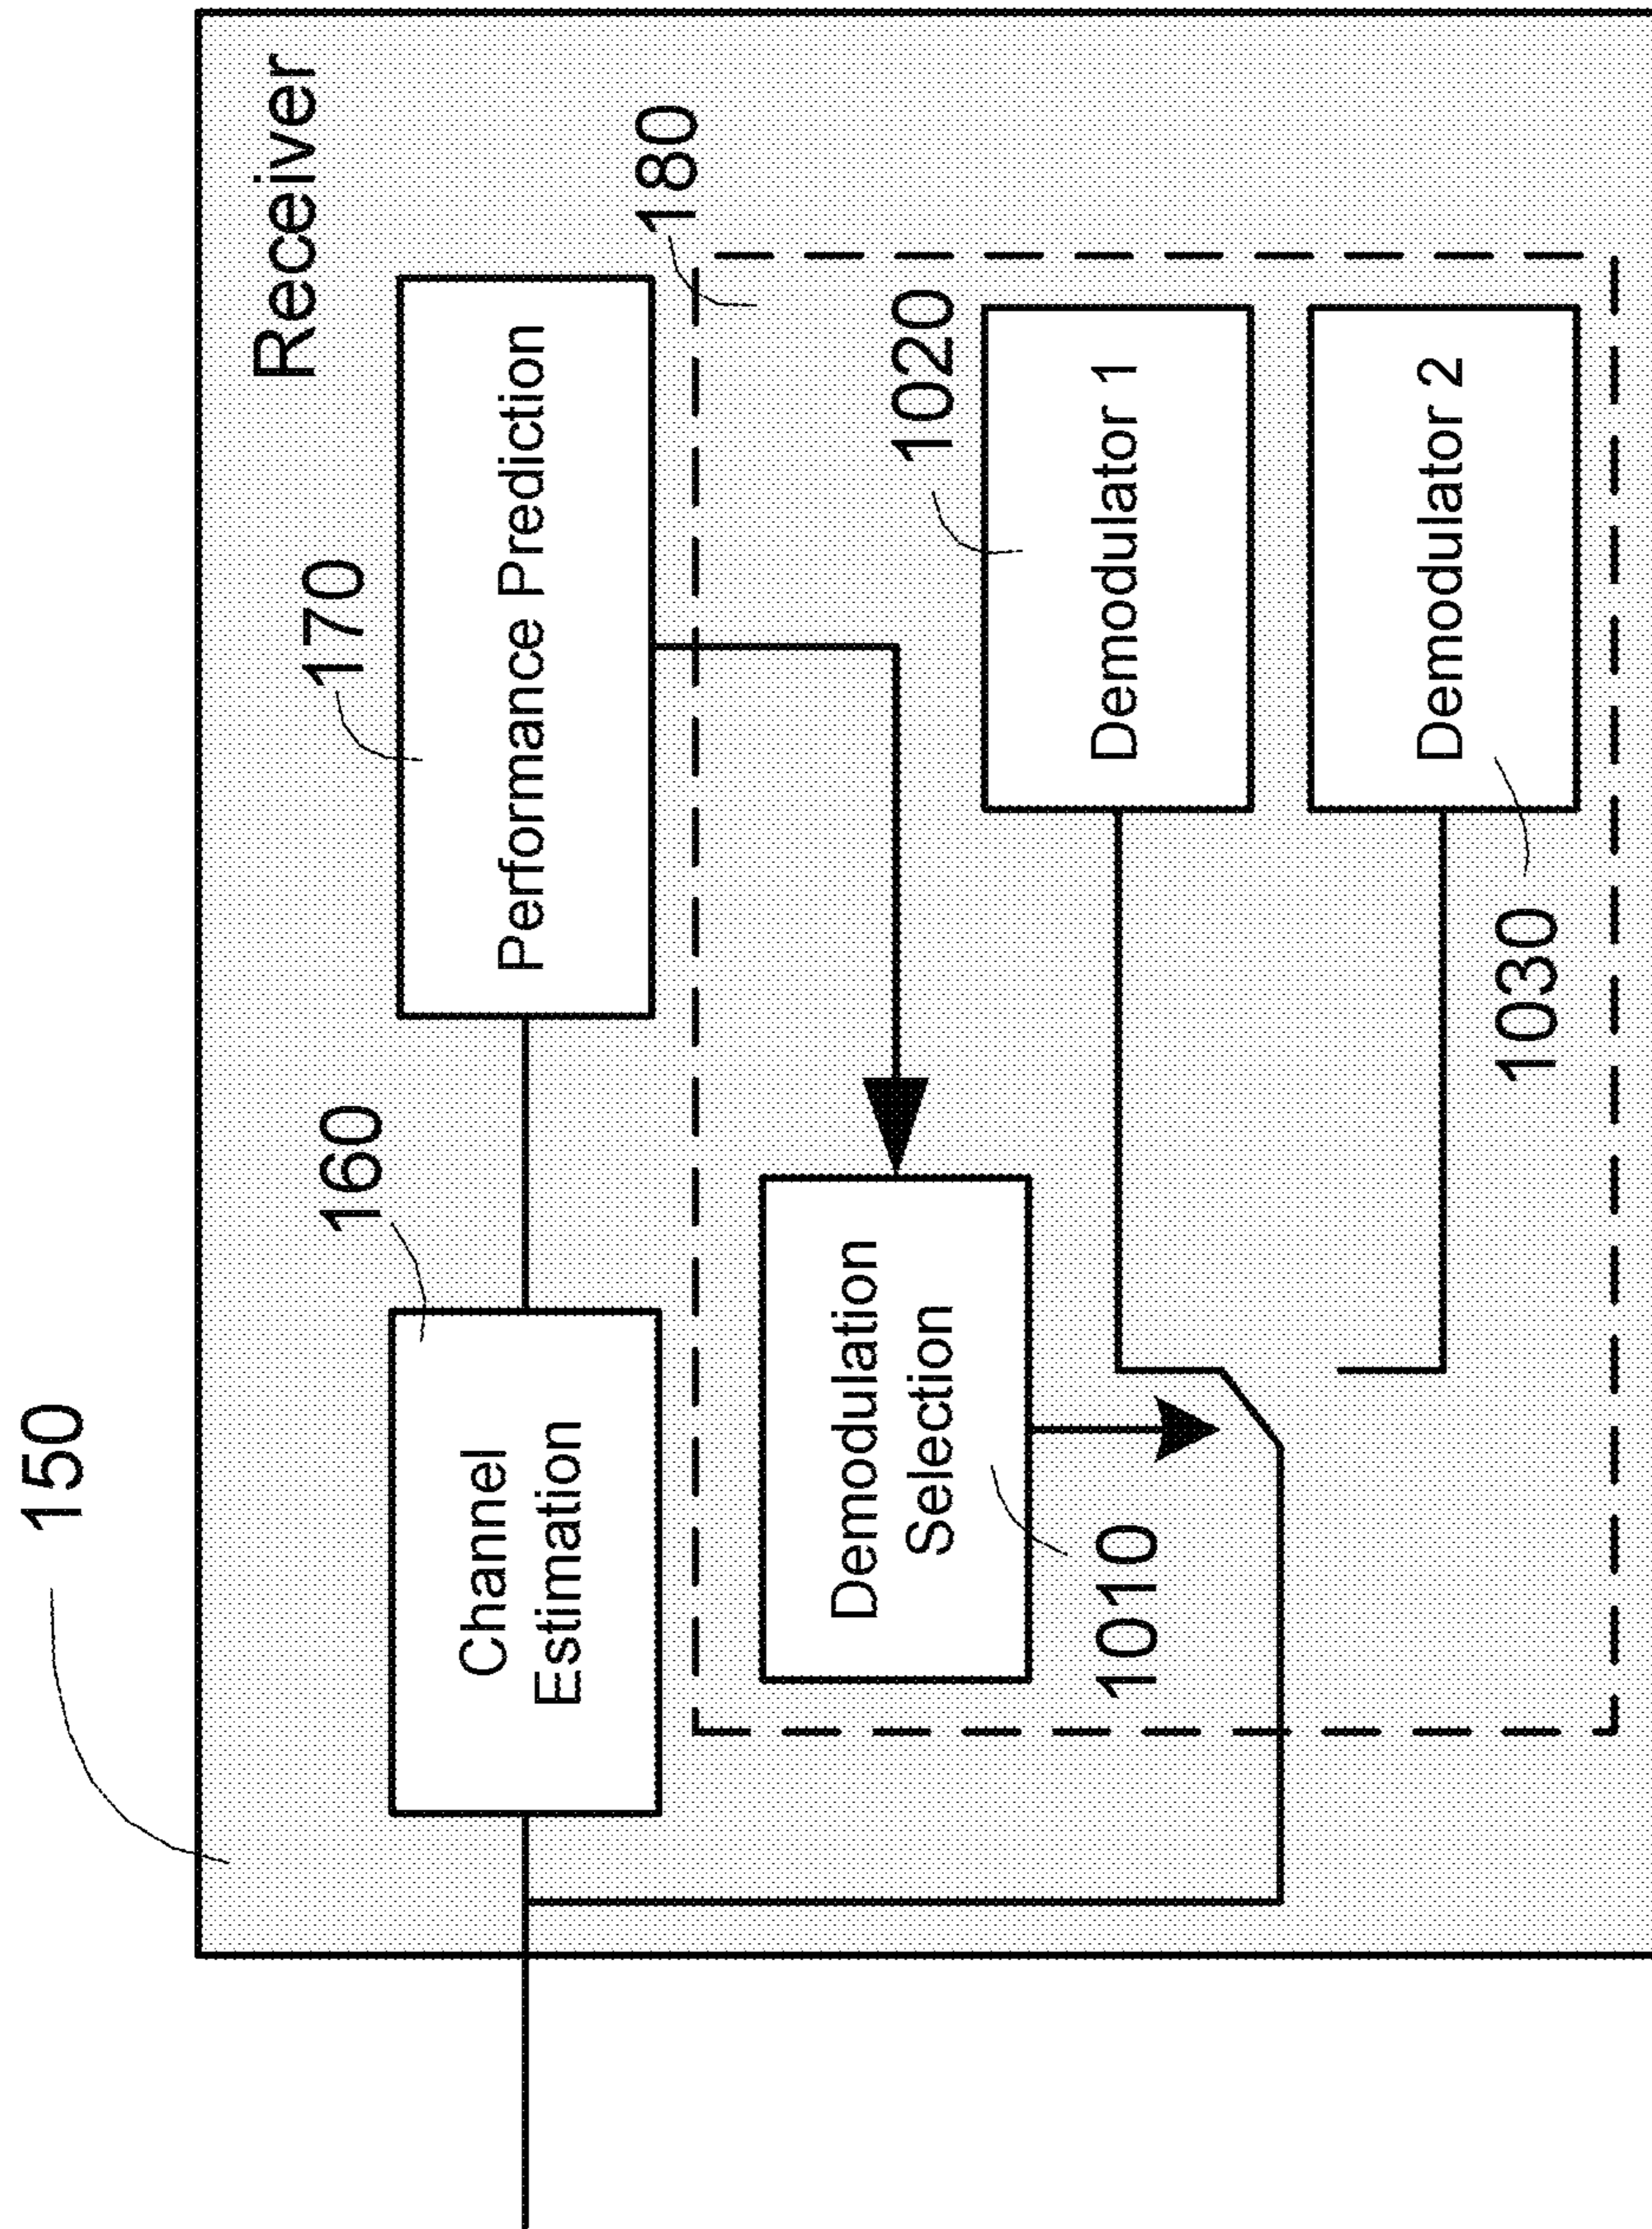 150
Receiver
160
170
Channel
Estimation
Performance Prediction
180
Demodulation
Selection
1010
1020
Demodulator 1
Demodulator 2
1030